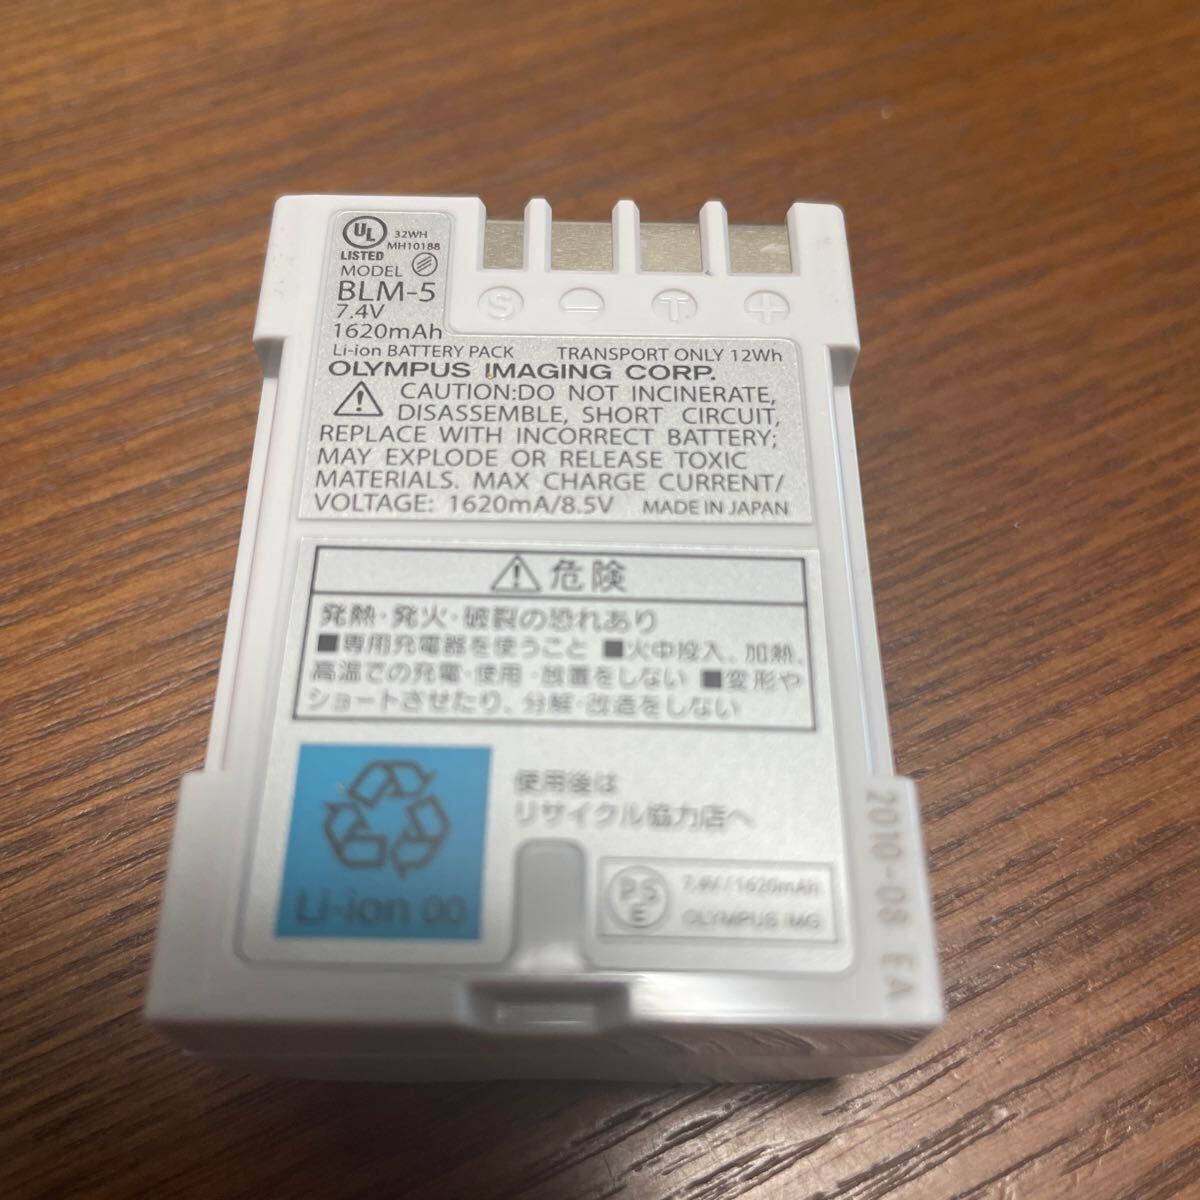 UL
32WH
MH10188
LISTED
MODEL
BLM-5
7.4V
1620mAh
S − T +
Li-ion BATTERY PACK TRANSPORT ONLY 12Wh
OLYMPUS IMAGING CORP.
CAUTION:DO NOT INCINERATE,
DISASSEMBLE, SHORT CIRCUIT,
REPLACE WITH INCORRECT BATTERY;
MAY EXPLODE OR RELEASE TOXIC
MATERIALS. MAX CHARGE CURRENT/
VOLTAGE: 1620mA/8.5V MADE IN JAPAN
危険
発熱・発火・破裂の恐れあり
■専用充電器を使うこと ■火中投入、加熱、
高温での充電・使用・放置をしない ■変形や
ショートさせたり、分解・改造をしない
使用後は
リサイクル協力店へ
Li-ion 00
PSE
7.4V/1620mAh
OLYMPUS IMG
2010-08 EA